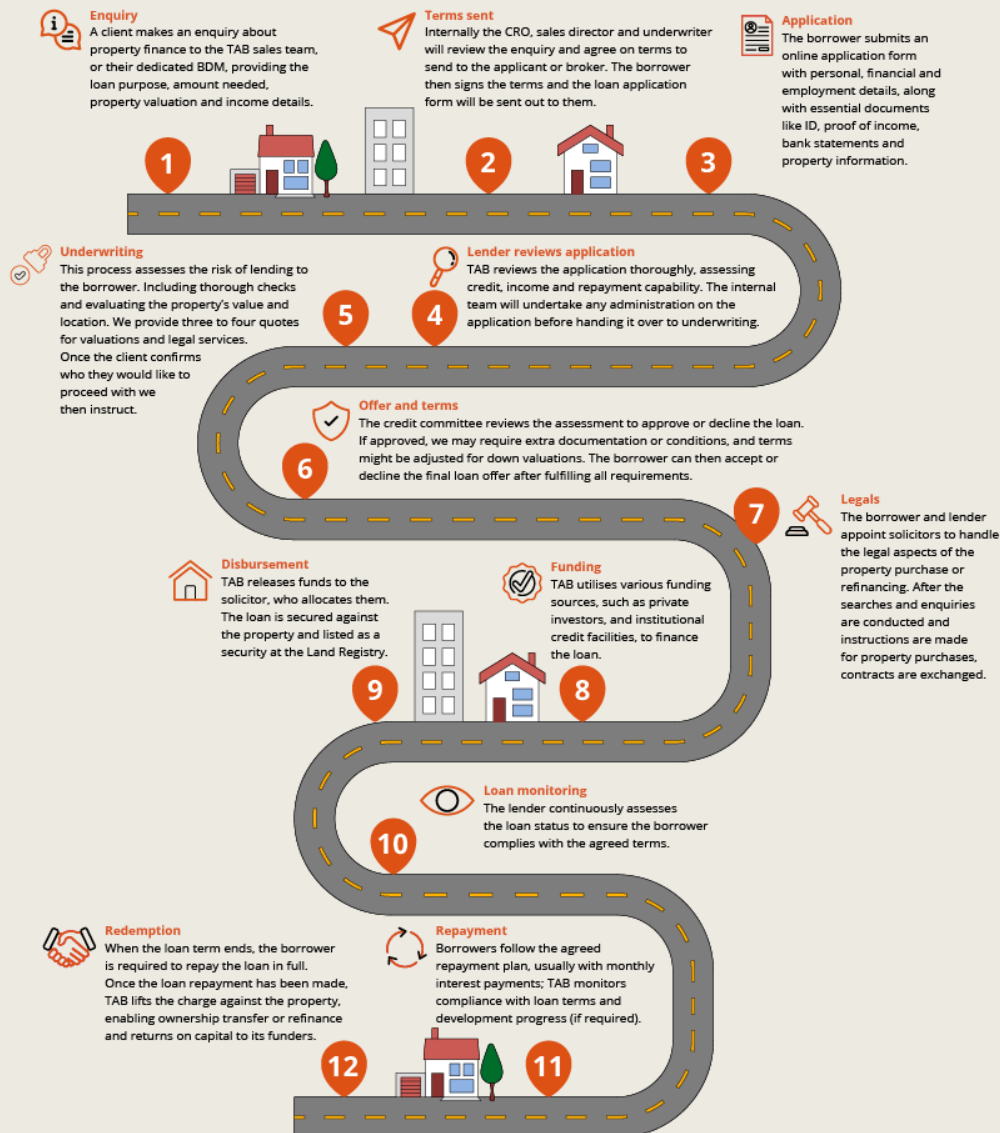 Enquiry
A client makes an enquiry about
property finance to the TAB sales team,
or their dedicated BDM, providing the
loan purpose, amount needed,
property valuation and income details.
1
Terms sent
Internally the CRO, sales director and underwriter
will review the enquiry and agree on terms to
send to the applicant or broker. The borrower
then signs the terms and the loan application
form will be sent out to them.
2
Application
The borrower submits an
online application form
with personal, financial and
employment details, along
with essential documents
like ID, proof of income,
bank statements and
property information.
3
Lender reviews application
TAB reviews the application thoroughly, assessing
credit, income and repayment capability. The internal
team will undertake any administration on the
application before handing it over to underwriting.
4
Underwriting
This process assesses the risk of lending to
the borrower. Including thorough checks
and evaluating the property's value and
location. We provide three to four quotes
for valuations and legal services.
Once the client confirms
who they would like to
proceed with we
then instruct.
5
Offer and terms
The credit committee reviews the assessment to approve or decline the loan.
If approved, we may require extra documentation or conditions, and terms
might be adjusted for down valuations. The borrower can then accept or
decline the final loan offer after fulfilling all requirements.
6
7
Legals
The borrower and lender
appoint solicitors to handle
the legal aspects of the
property purchase or
refinancing. After the
searches and enquiries
are conducted and
instructions are made
for property purchases,
contracts are exchanged.
Funding
TAB utilises various funding
sources, such as private
investors, and institutional
credit facilities, to finance
the loan.
8
Disbursement
TAB releases funds to the
solicitor, who allocates them.
The loan is secured against
the property and listed as a
security at the Land Registry.
9
Loan monitoring
The lender continuously assesses
the loan status to ensure the borrower
complies with the agreed terms.
10
Repayment
Borrowers follow the agreed
repayment plan, usually with monthly
interest payments; TAB monitors
compliance with loan terms and
development progress (if required).
11
Redemption
When the loan term ends, the borrower
is required to repay the loan in full.
Once the loan repayment has been made,
TAB lifts the charge against the property,
enabling ownership transfer or refinance
and returns on capital to its funders.
12